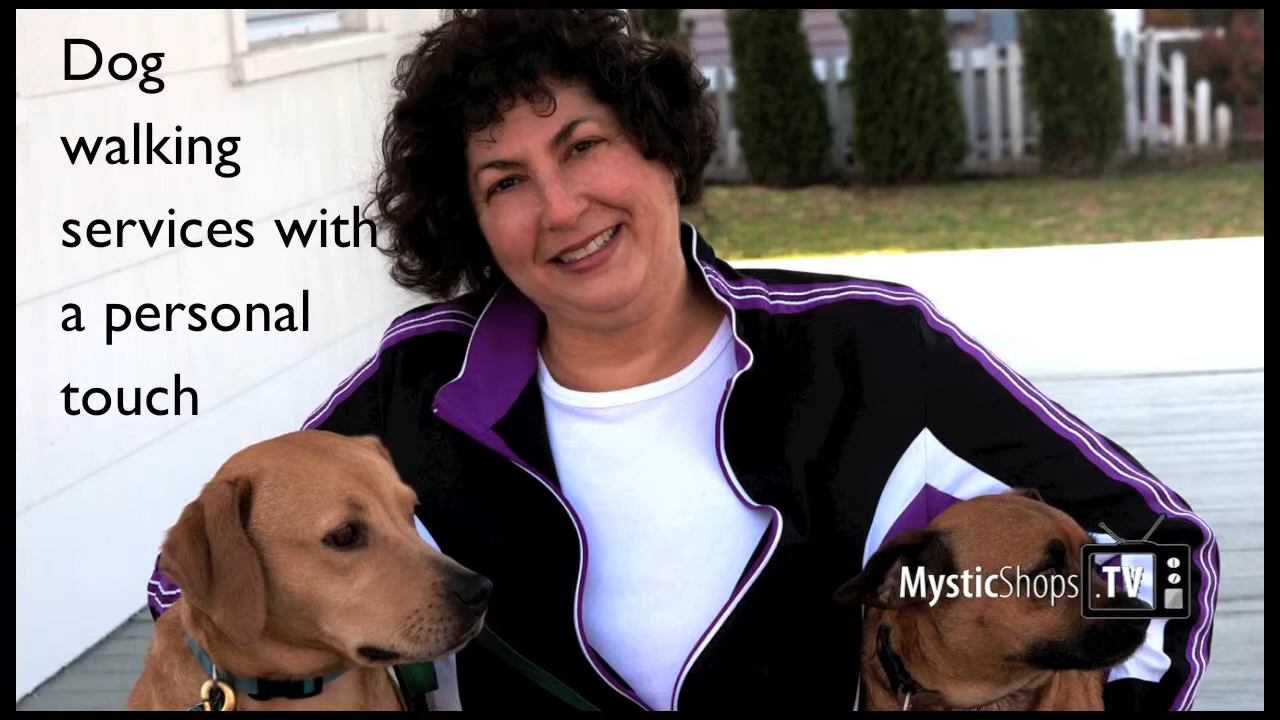 Dog
walking
services with
a personal
touch
MysticShops.TV